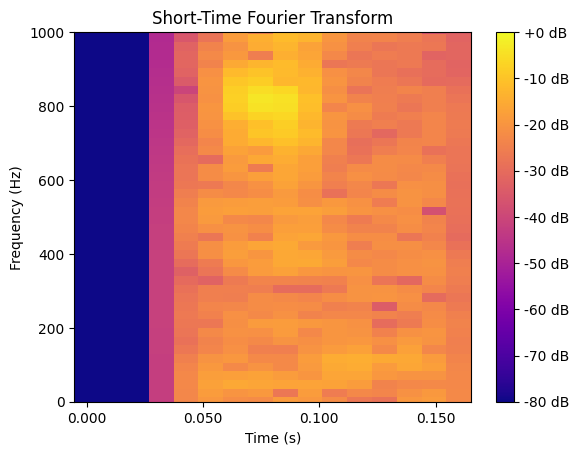 Short-Time Fourier Transform
1000
800
600
400
200
0
Frequency (Hz)
0.000
0.050
0.100
0.150
Time (s)
+0 dB
-10 dB
-20 dB
-30 dB
-40 dB
-50 dB
-60 dB
-70 dB
-80 dB